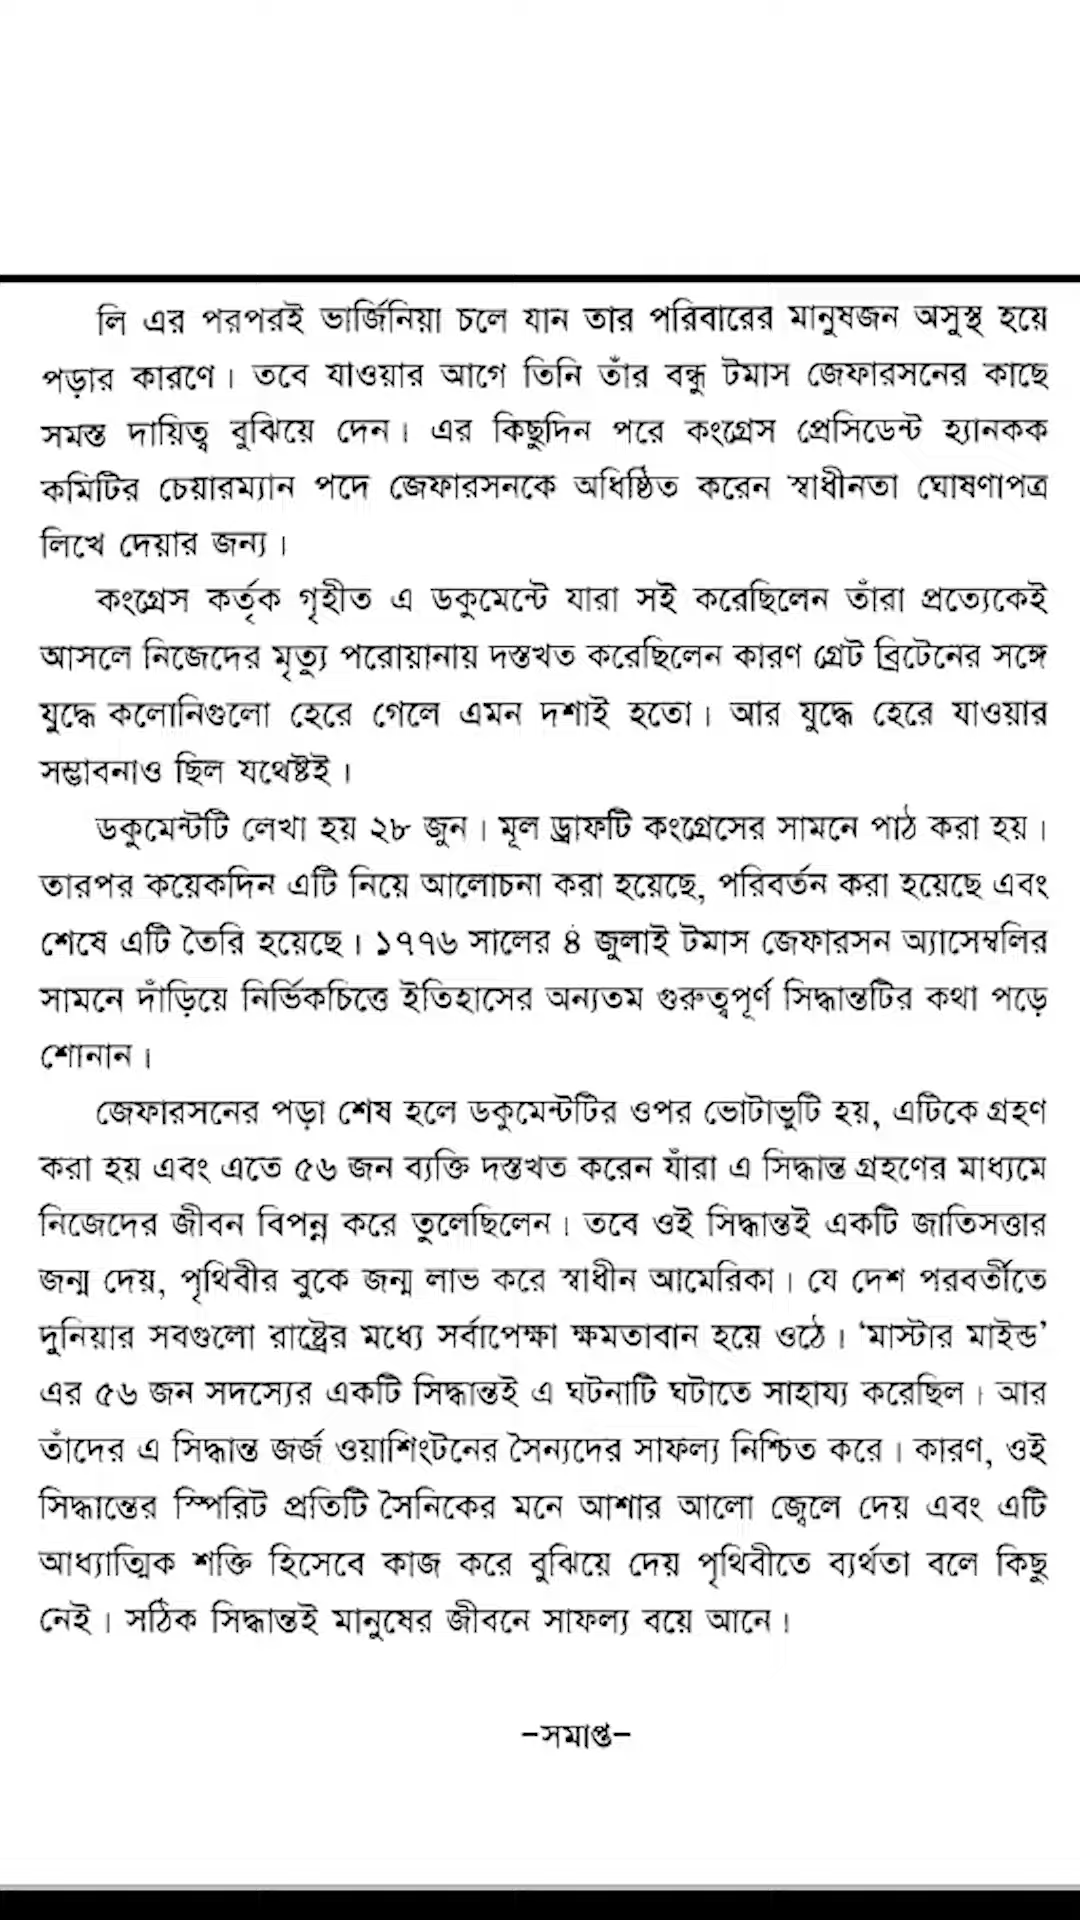 লি এর পরপরই ভার্জিনিয়া চলে যান তার পরিবারের মানুষজন অসুস্থ হয়ে
পড়ার কারণে। তবে যাওয়ার আগে তিনি তাঁর বন্ধু টমাস জেফারসনের কাছে
সমস্ত দায়িত্ব বুঝিয়ে দেন। এর কিছুদিন পরে কংগ্রেস প্রেসিডেন্ট হ্যানকক
কমিটির চেয়ারম্যান পদে জেফারসনকে অধিষ্ঠিত করেন স্বাধীনতা ঘোষণাপত্র
লিখে দেয়ার জন্য।
কংগ্রেস কর্তৃক গৃহীত এ ডকুমেন্টে যারা সই করেছিলেন তাঁরা প্রত্যেকেই
আসলে নিজেদের মৃত্যু পরোয়ানায় দস্তখত করেছিলেন কারণ গ্রেট ব্রিটেনের সঙ্গে
যুদ্ধে কলোনিগুলো হেরে গেলে এমন দশাই হতো। আর যুদ্ধে হেরে যাওয়ার
সম্ভাবনাও ছিল যথেষ্টই।
ডকুমেন্টটি লেখা হয় ২৮ জুন। মূল ড্রাফটি কংগ্রেসের সামনে পাঠ করা হয়।
তারপর কয়েকদিন এটি নিয়ে আলোচনা করা হয়েছে, পরিবর্তন করা হয়েছে এবং
শেষে এটি তৈরি হয়েছে। ১৭৭৬ সালের ৪ জুলাই টমাস জেফারসন অ্যাসেম্বলির
সামনে দাঁড়িয়ে নির্ভিকচিত্তে ইতিহাসের অন্যতম গুরুত্বপূর্ণ সিদ্ধান্তটির কথা পড়ে
শোনান।
জেফারসনের পড়া শেষ হলে ডকুমেন্টটির ওপর ভোটাভুটি হয়, এটিকে গ্রহণ
করা হয় এবং এতে ৫৬ জন ব্যক্তি দস্তখত করেন যাঁরা এ সিদ্ধান্ত গ্রহণের মাধ্যমে
নিজেদের জীবন বিপন্ন করে তুলেছিলেন। তবে ওই সিদ্ধান্তই একটি জাতিসত্তার
জন্ম দেয়, পৃথিবীর বুকে জন্ম লাভ করে স্বাধীন আমেরিকা। যে দেশ পরবর্তীতে
দুনিয়ার সবগুলো রাষ্ট্রের মধ্যে সর্বাপেক্ষা ক্ষমতাবান হয়ে ওঠে। ‘মাস্টার মাইন্ড’
এর ৫৬ জন সদস্যের একটি সিদ্ধান্তই এ ঘটনাটি ঘটাতে সাহায্য করেছিল। আর
তাঁদের এ সিদ্ধান্ত জর্জ ওয়াশিংটনের সৈন্যদের সাফল্য নিশ্চিত করে। কারণ, ওই
সিদ্ধান্তের স্পিরিট প্রতিটি সৈনিকের মনে আশার আলো জ্বেলে দেয় এবং এটি
আধ্যাত্মিক শক্তি হিসেবে কাজ করে বুঝিয়ে দেয় পৃথিবীতে ব্যর্থতা বলে কিছু
নেই। সঠিক সিদ্ধান্তই মানুষের জীবনে সাফল্য বয়ে আনে।
-সমাপ্ত-